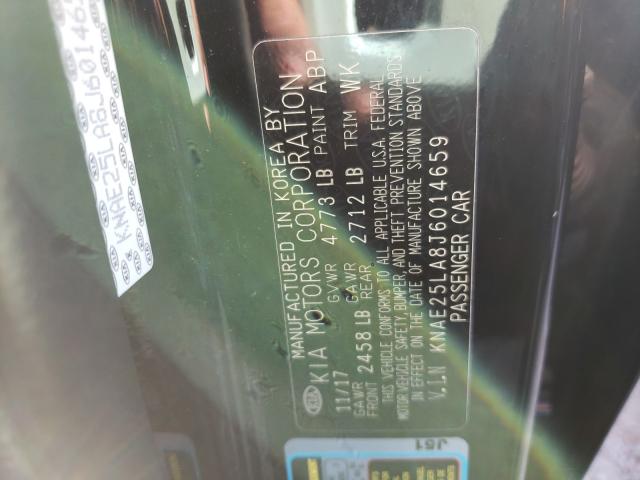 MANUFACTURED IN KOREA BY
KIA KIA MOTORS CORPORATION
11/17 GVWR 4773 LB PAINT ABP
GAWR FRONT 2458 LB GAWR REAR 2712 LB TRIM WK
THIS VEHICLE CONFORMS TO ALL APPLICABLE U.S.A. FEDERAL
MOTOR VEHICLE SAFETY, BUMPER, AND THEFT PREVENTION STANDARDS
IN EFFECT ON THE DATE OF MANUFACTURE SHOWN ABOVE
V.I.N KNAE25LA8J6014659
PASSENGER CAR
KNAE25LA8J601465
J51